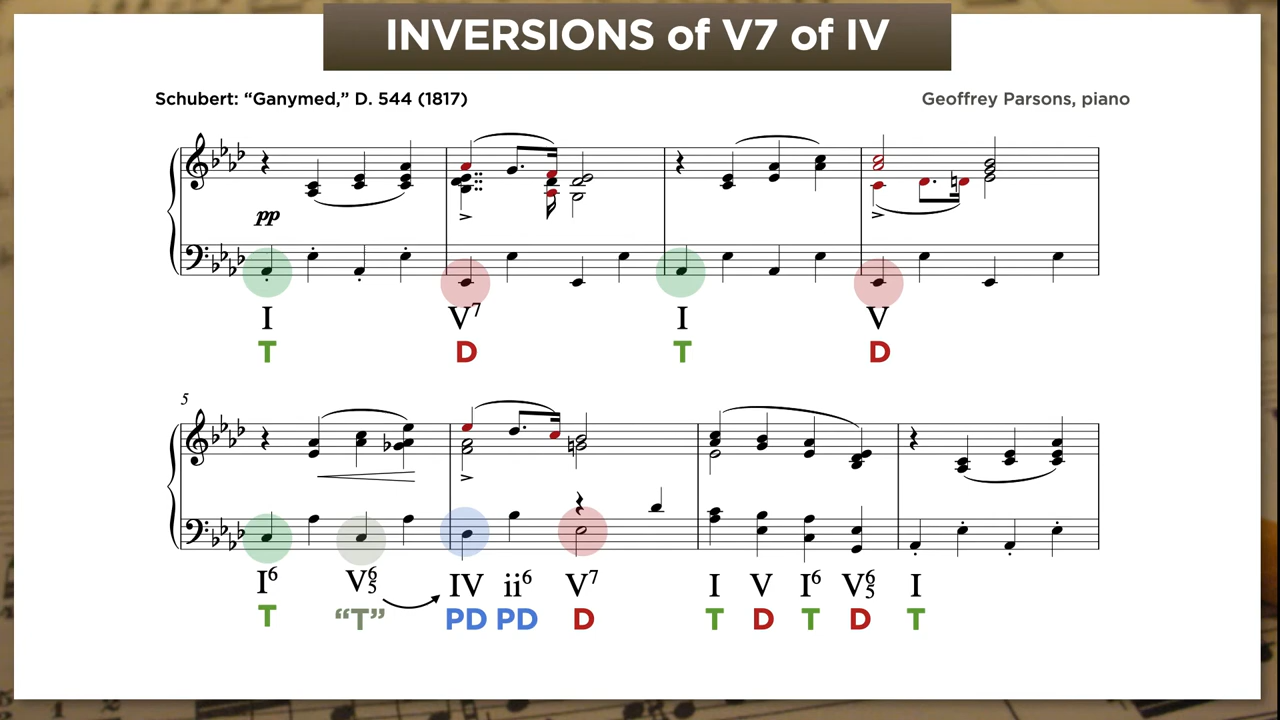 INVERSIONS of V7 of IV
Schubert: “Ganymed,” D. 544 (1817)
Geoffrey Parsons, piano
pp
I V7 I V
T D T D
5
I6 V6/5 IV ii6 V7 I V I6 V6/5 I
T “T” PD PD D T D T D T